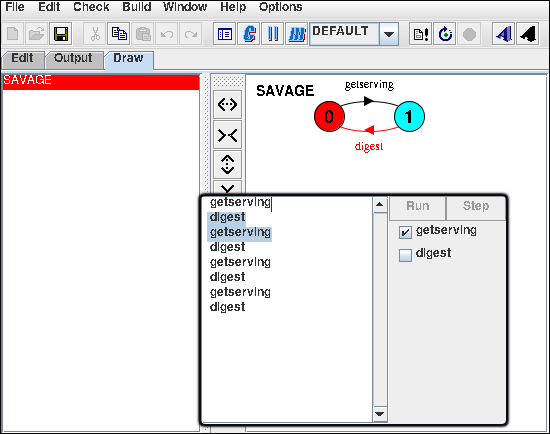 File Edit Check Build Window Help Options
DEFAULT
Edit Output Draw
SAVAGE
SAVAGE
getserving
0 1
digest
getserving
digest
getserving
digest
getserving
digest
getserving
digest
Run Step
getserving
digest